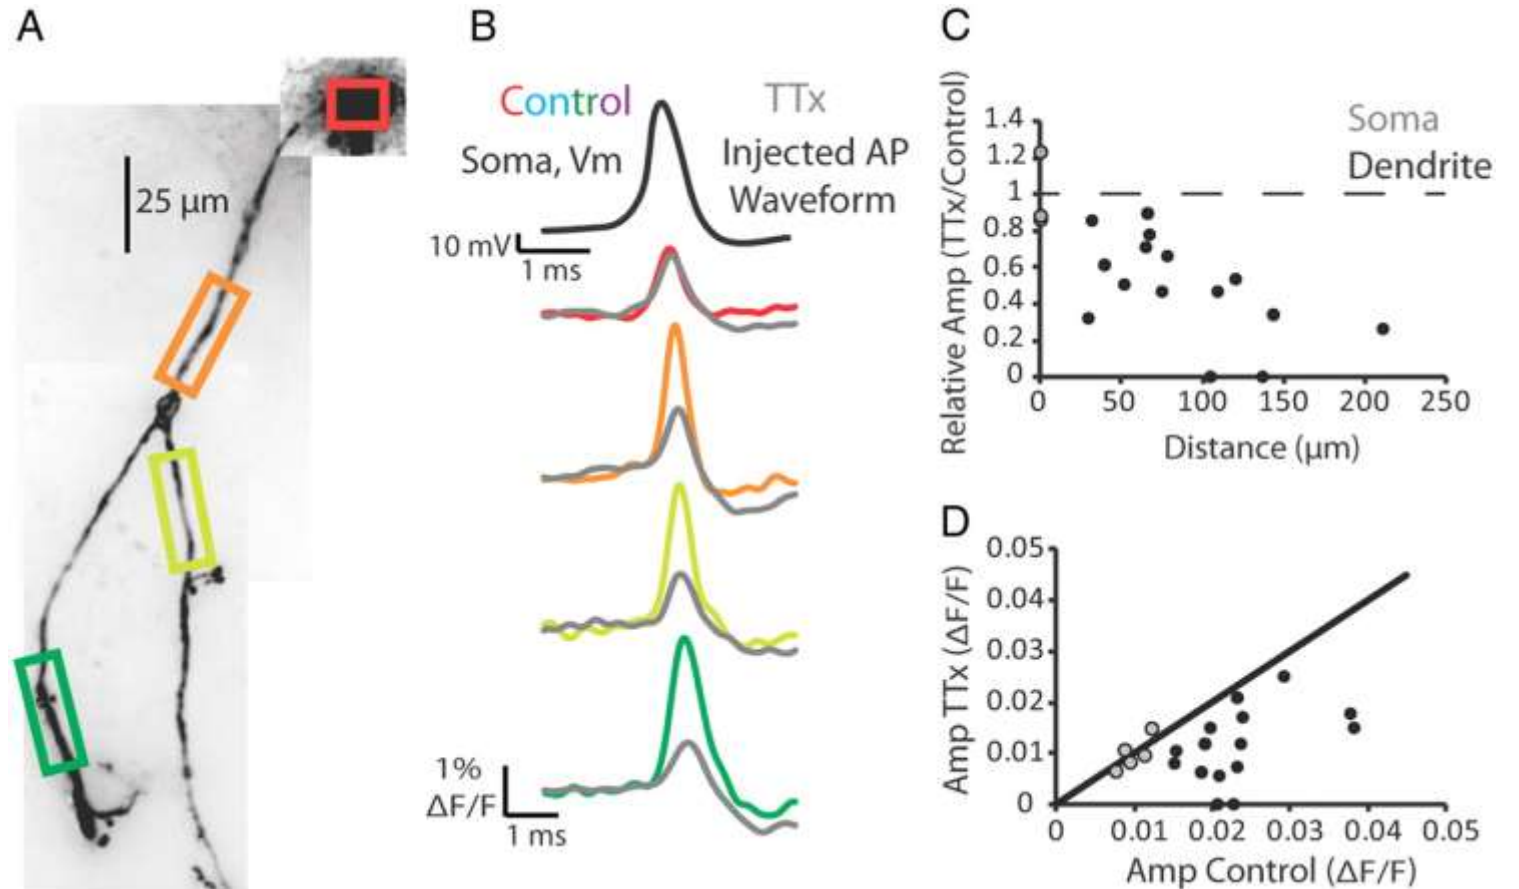 A
25 µm
B
Control
TTx
Soma, Vm
Injected AP
Waveform
10 mV
1 ms
1%
ΔF/F
1 ms
C
Relative Amp (TTx/Control)
1.4
1.2
1
0.8
0.6
0.4
0.2
0
0 50 100 150 200 250
Distance (µm)
Soma
Dendrite
D
Amp TTx (ΔF/F)
0.05
0.04
0.03
0.02
0.01
0
0 0.01 0.02 0.03 0.04 0.05
Amp Control (ΔF/F)